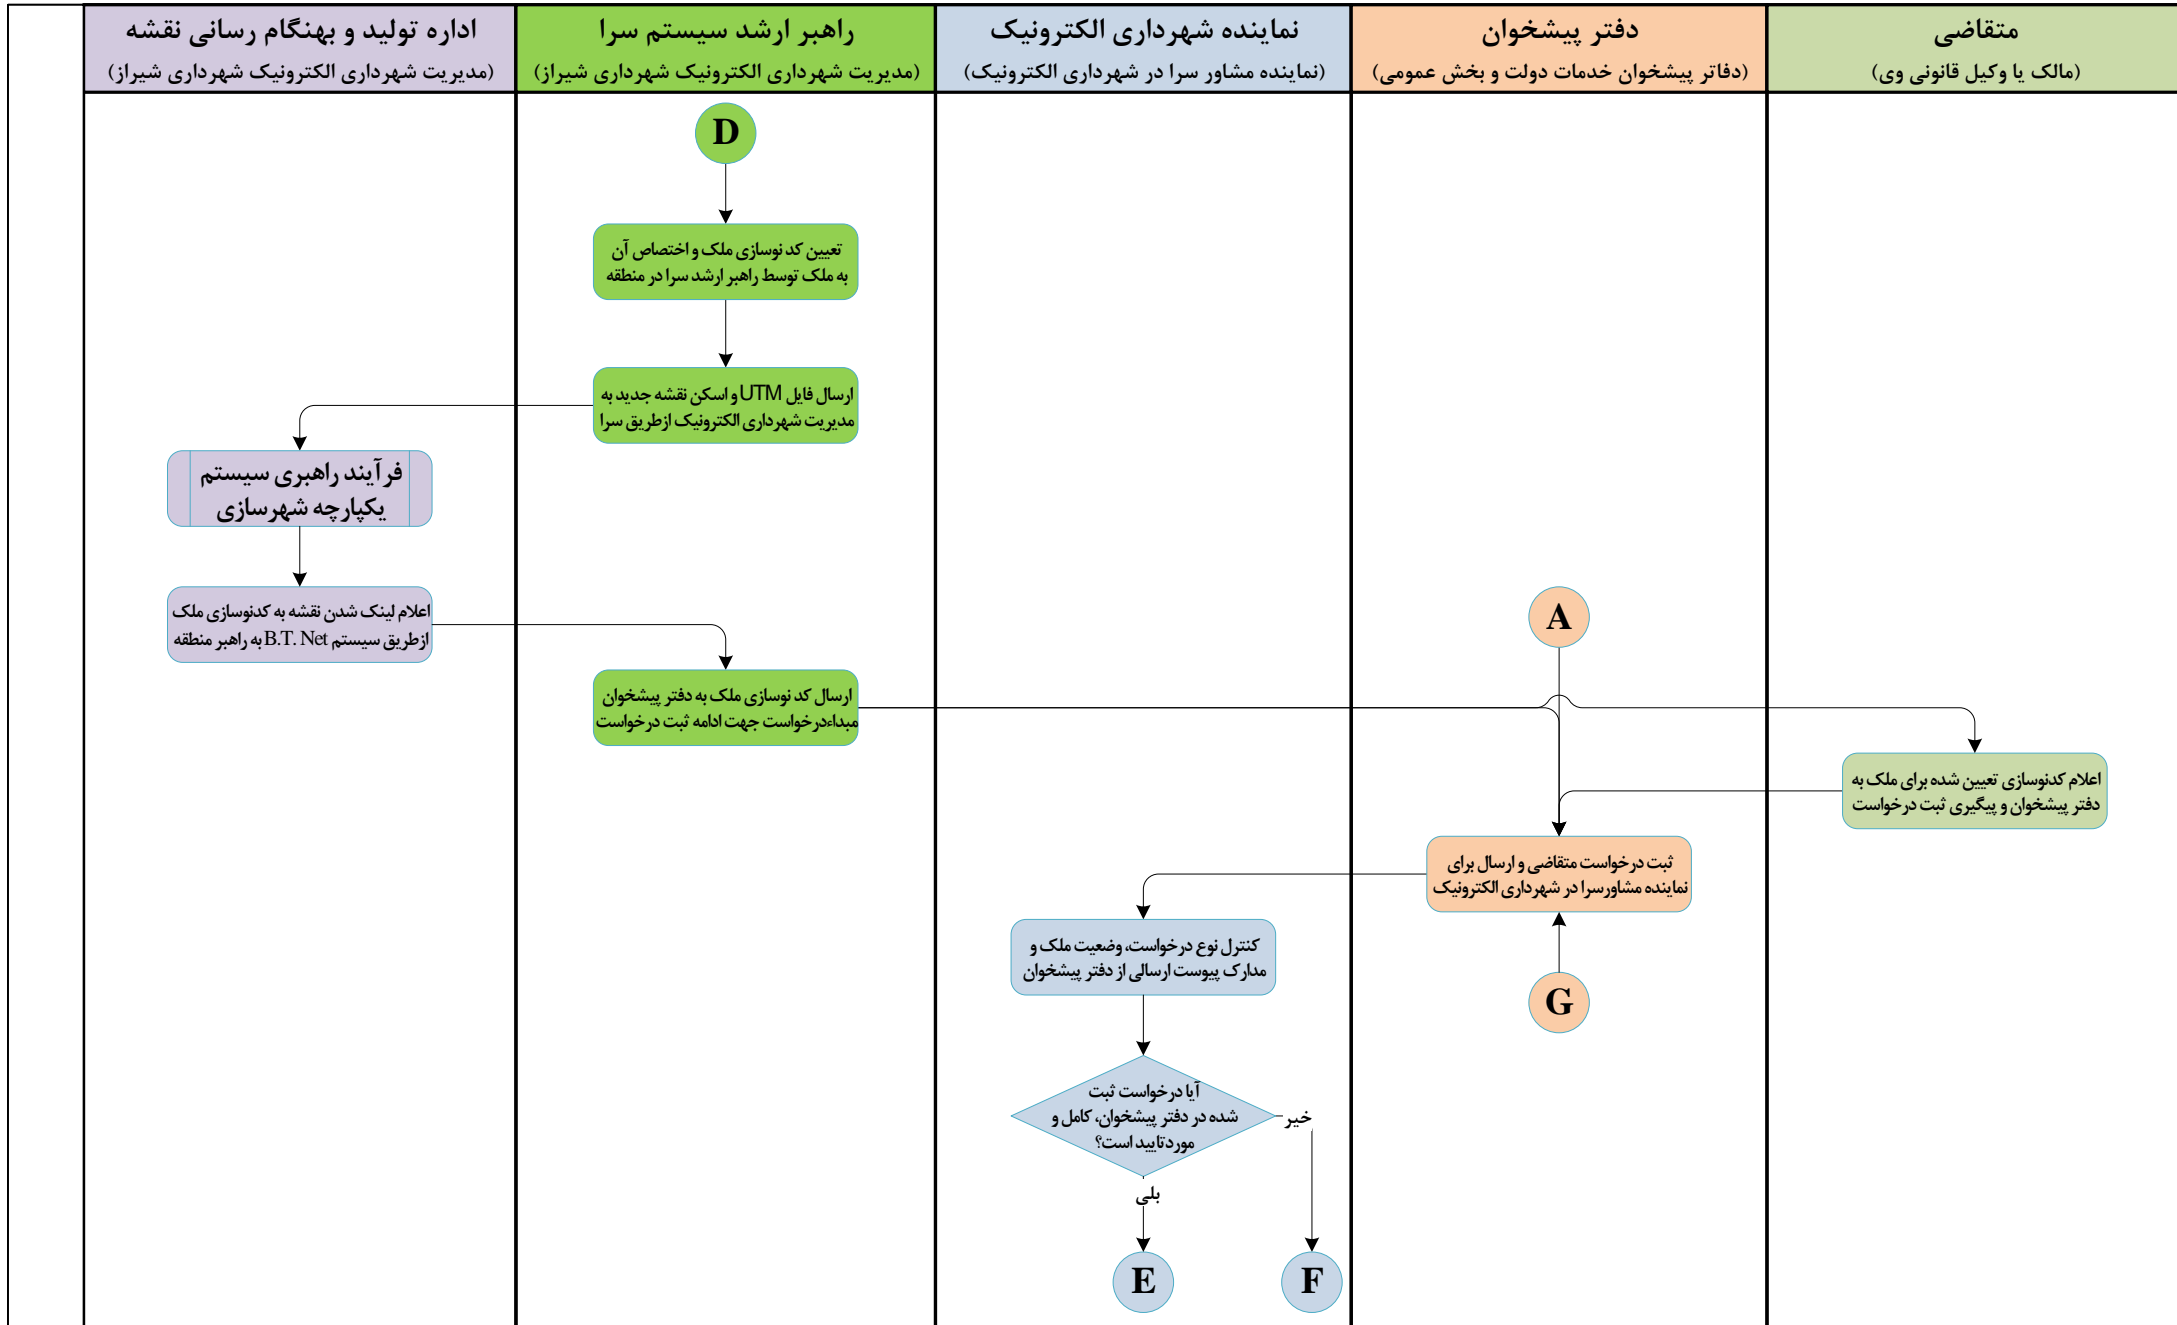 متقاضی
(مالک یا وکیل قانونی وی)
دفتر پیشخوان
(دفاتر پیشخوان خدمات دولت و بخش عمومی)
نماینده شهرداری الکترونیک
(نماینده مشاور سرا در شهرداری الکترونیک)
راهبر ارشد سیستم سرا
(مدیریت شهرداری الکترونیک شهرداری شیراز)
اداره تولید و بهنگام رسانی نقشه
(مدیریت شهرداری الکترونیک شهرداری شیراز)
D
تعیین کد نوسازی ملک و اختصاص آن
به ملک توسط راهبر ارشد سرا در منطقه
ارسال فایل UTM و اسکن نقشه جدید به
مدیریت شهرداری الکترونیک ازطریق سرا
فرآیند راهبری سیستم
یکپارچه شهرسازی
اعلام لینک شدن نقشه به کدنوسازی ملک
ازطریق سیستم B.T. Net به راهبر منطقه
ارسال کد نوسازی ملک به دفتر پیشخوان
مبداءدرخواست جهت ادامه ثبت درخواست
A
اعلام کدنوسازی تعیین شده برای ملک به
دفتر پیشخوان و پیگیری ثبت درخواست
ثبت درخواست متقاضی و ارسال برای
نماینده مشاورسرا در شهرداری الکترونیک
G
کنترل نوع درخواست، وضعیت ملک و
مدارک پیوست ارسالی از دفتر پیشخوان
آیا درخواست ثبت
شده در دفتر پیشخوان، کامل و
موردتایید است؟
خیر
بلی
F
E